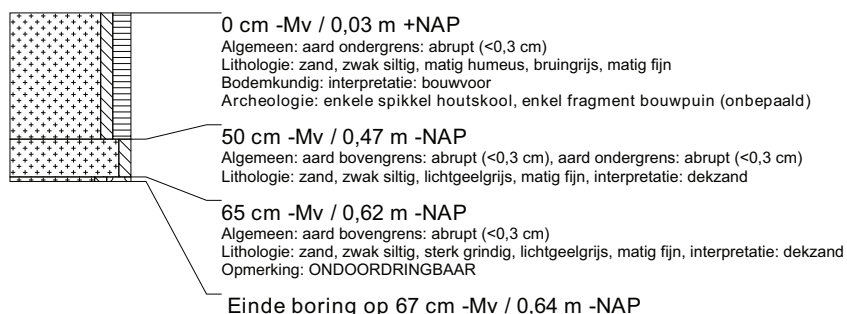 0 cm -Mv / 0,03 m +NAP
Algemeen: aard ondergrens: abrupt (<0,3 cm)
Lithologie: zand, zwak siltig, matig humeus, bruingrijs, matig fijn
Bodemkundig: interpretatie: bouwvoor
Archeologie: enkele spikkel houtskool, enkel fragment bouwpuin (onbepaald)
50 cm -Mv / 0,47 m -NAP
Algemeen: aard bovengrens: abrupt (<0,3 cm), aard ondergrens: abrupt (<0,3 cm)
Lithologie: zand, zwak siltig, lichtgeelgrijs, matig fijn, interpretatie: dekzand
65 cm -Mv / 0,62 m -NAP
Algemeen: aard bovengrens: abrupt (<0,3 cm)
Lithologie: zand, zwak siltig, sterk grindig, lichtgeelgrijs, matig fijn, interpretatie: dekzand
Opmerking: ONDOORDRINGBAAR
Einde boring op 67 cm -Mv / 0,64 m -NAP